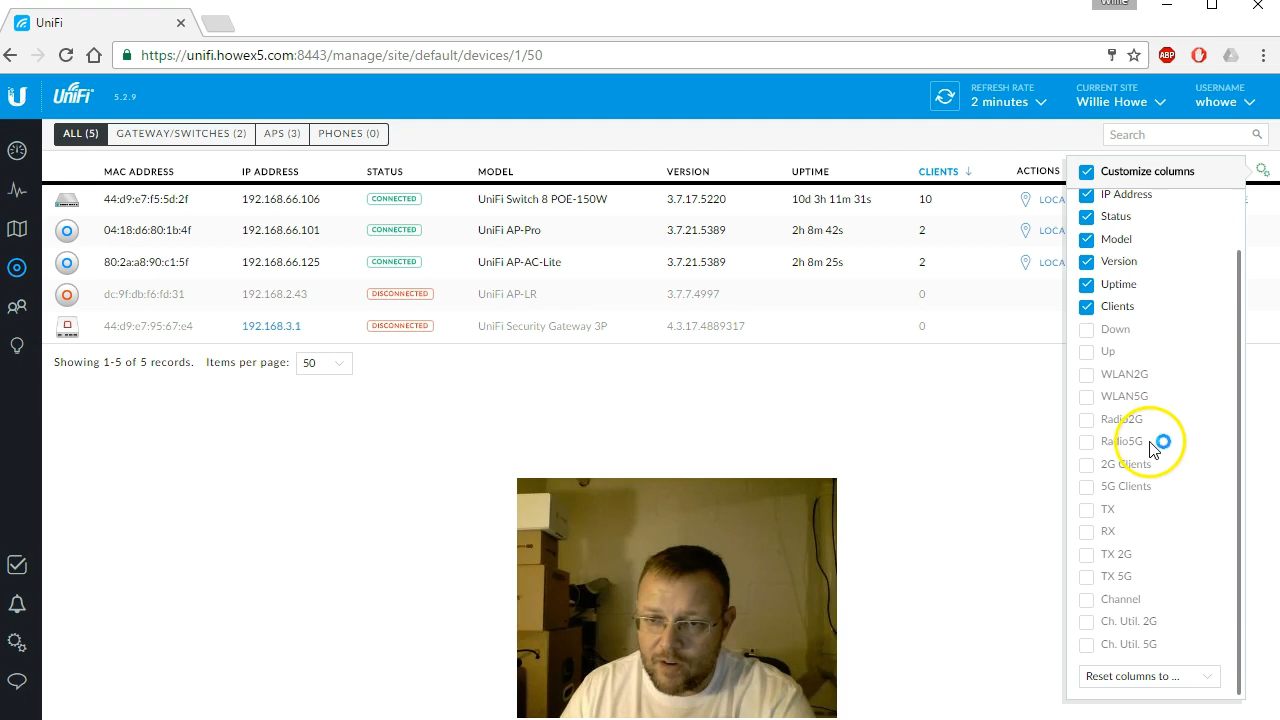 Willie
UniFi
https://unifi.howex5.com:8443/manage/site/default/devices/1/50
ABP
U UniFi 5.2.9
REFRESH RATE
2 minutes
CURRENT SITE
Willie Howe
USERNAME
whowe
ALL (5) GATEWAY/SWITCHES (2) APS (3) PHONES (0)
Search
MAC ADDRESS IP ADDRESS STATUS MODEL VERSION UPTIME CLIENTS ↓ ACTIONS
44:d9:e7:f5:5d:2f 192.168.66.106 CONNECTED UniFi Switch 8 POE-150W 3.7.17.5220 10d 3h 11m 31s 10 LOCA E
04:18:d6:80:1b:4f 192.168.66.101 CONNECTED UniFi AP-Pro 3.7.21.5389 2h 8m 42s 2 LOCA
80:2a:a8:90:c1:5f 192.168.66.125 CONNECTED UniFi AP-AC-Lite 3.7.21.5389 2h 8m 25s 2 LOCA
dc:9f:db:f6:fd:31 192.168.2.43 DISCONNECTED UniFi AP-LR 3.7.7.4997 0
44:d9:e7:95:67:e4 192.168.3.1 DISCONNECTED UniFi Security Gateway 3P 4.3.17.4889317 0
Showing 1-5 of 5 records. Items per page: 50
Customize columns
IP Address
Status
Model
Version
Uptime
Clients
Down
Up
WLAN2G
WLAN5G
Radio2G
Radio5G
2G Clients
5G Clients
TX
RX
TX 2G
TX 5G
Channel
Ch. Util. 2G
Ch. Util. 5G
Reset columns to ...